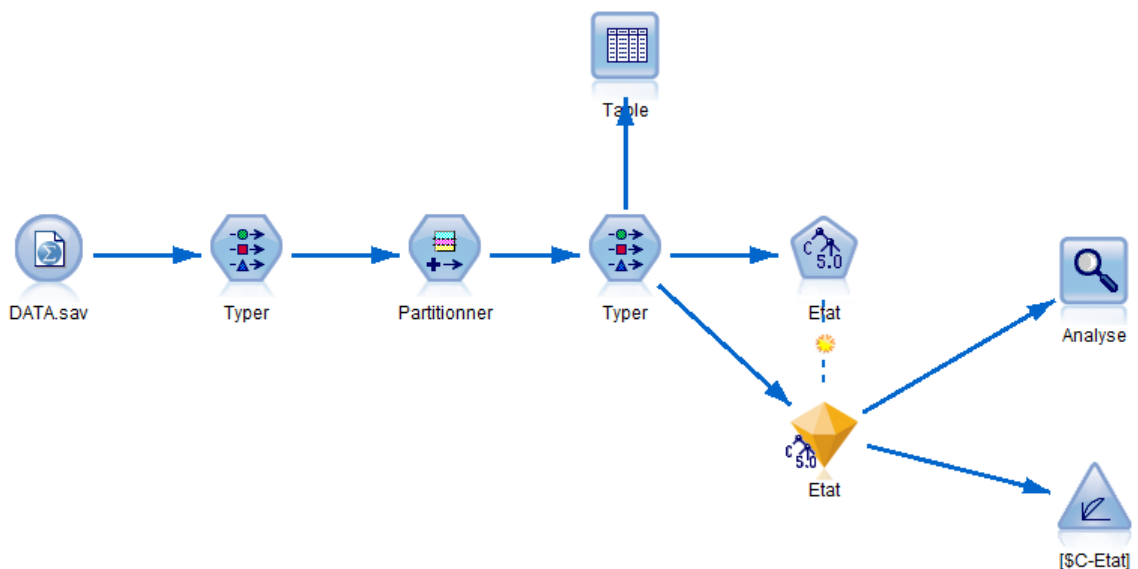 Table
DATA.sav
Typer
Partitionner
Typer
C 5.0
Etat
Analyse
C 5.0
Etat
[$C-Etat]